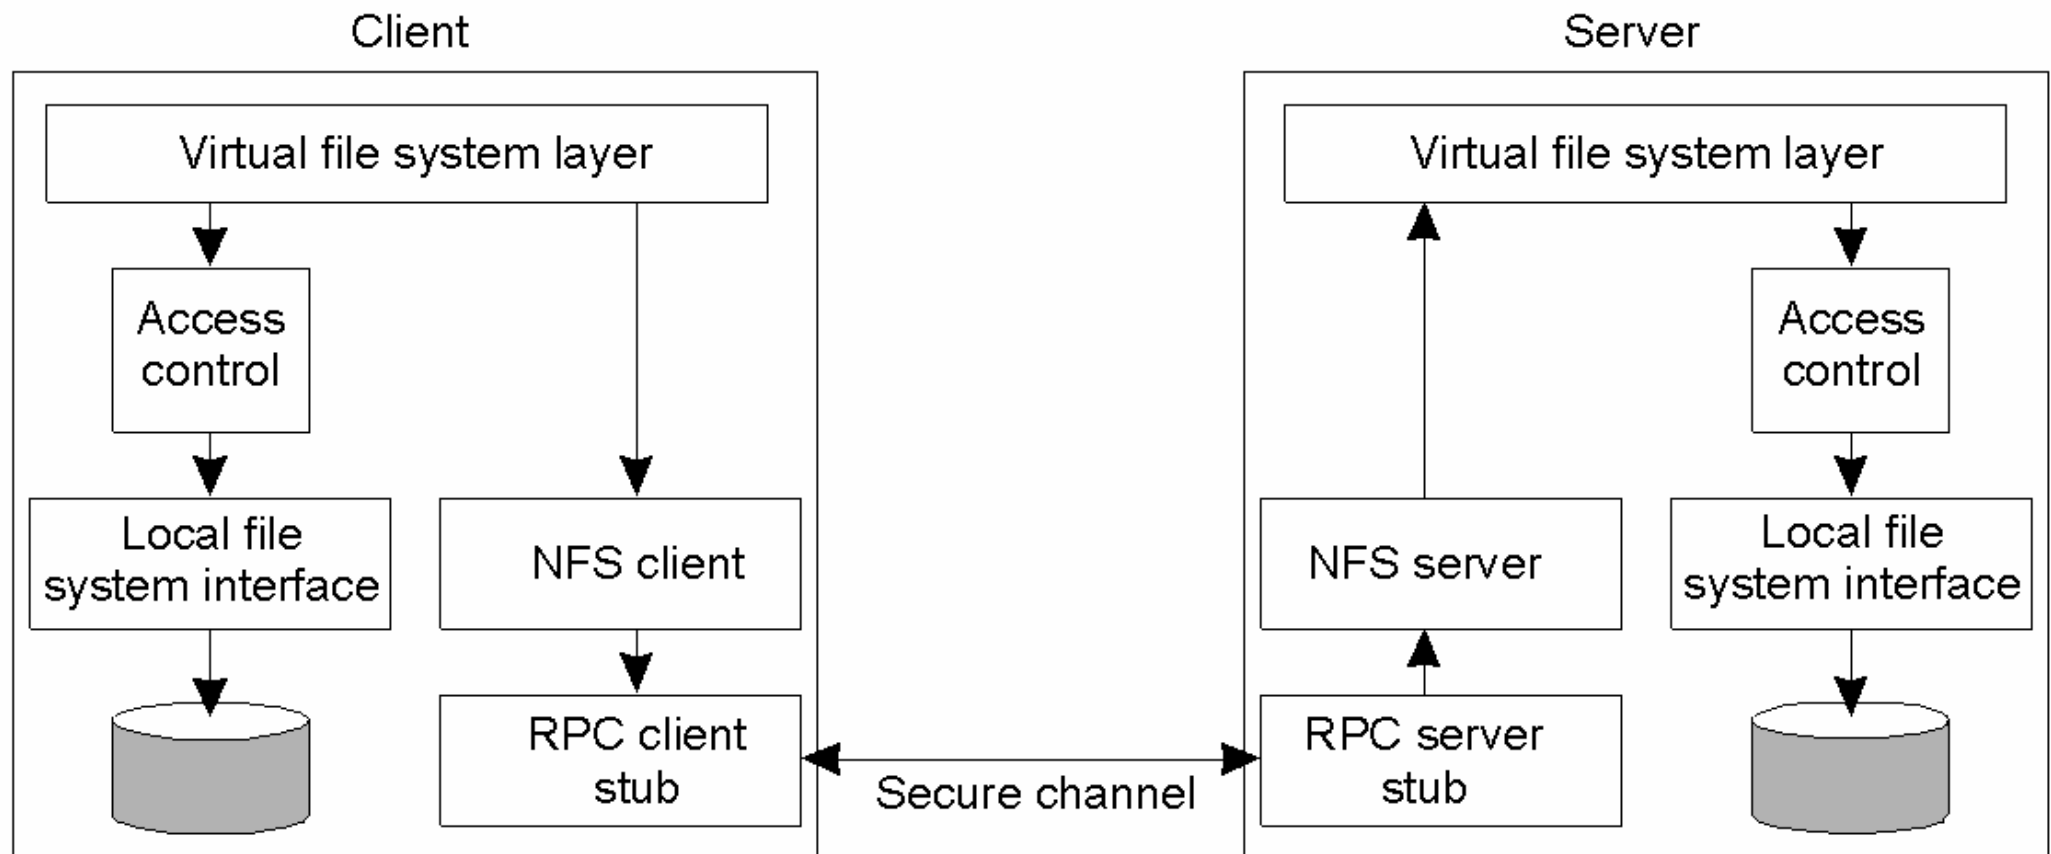 Client
Server
Virtual file system layer
Virtual file system layer
Access
control
Access
control
Local file
system interface
NFS client
NFS server
Local file
system interface
RPC client
stub
Secure channel
RPC server
stub